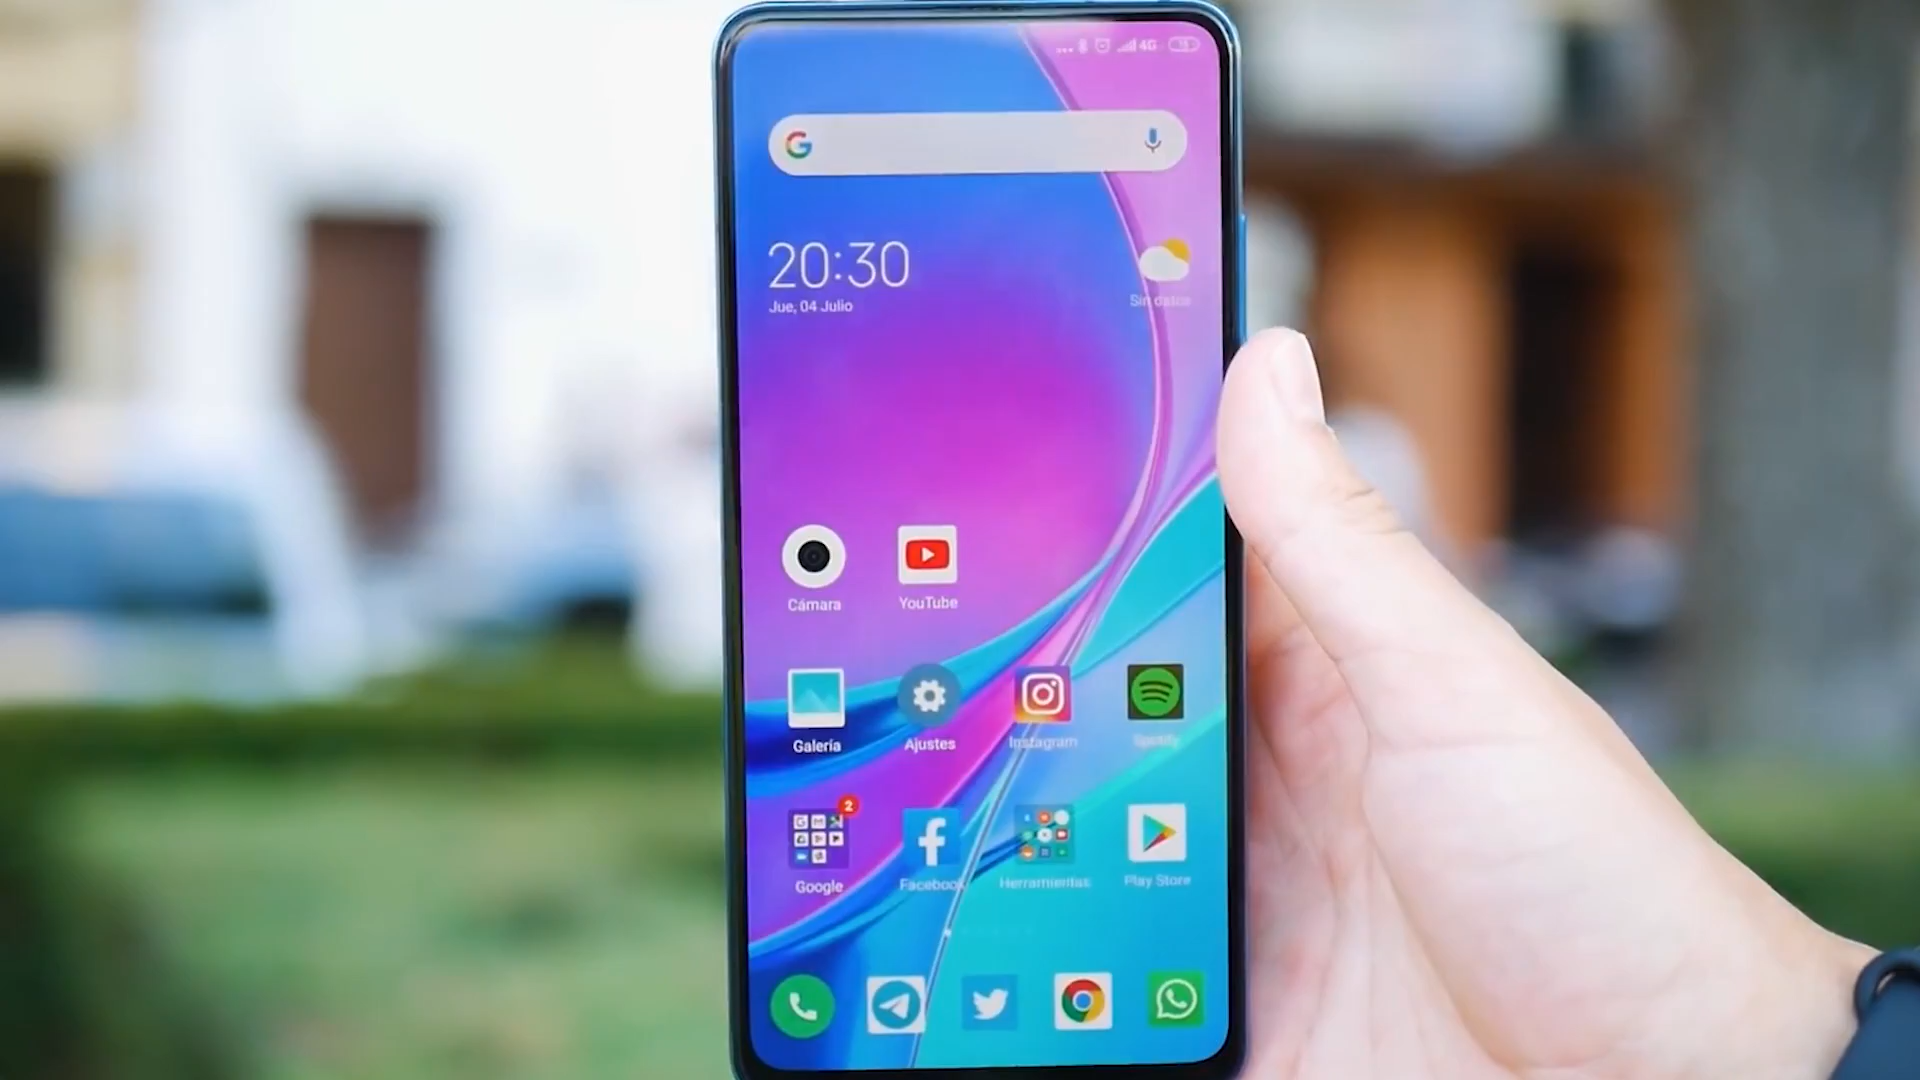 4G 15
20:30
Jue, 04 Julio
Sin datos
Cámara YouTube
Galería Ajustes Instagram Spotify
2
Google Facebook Herramientas Play Store